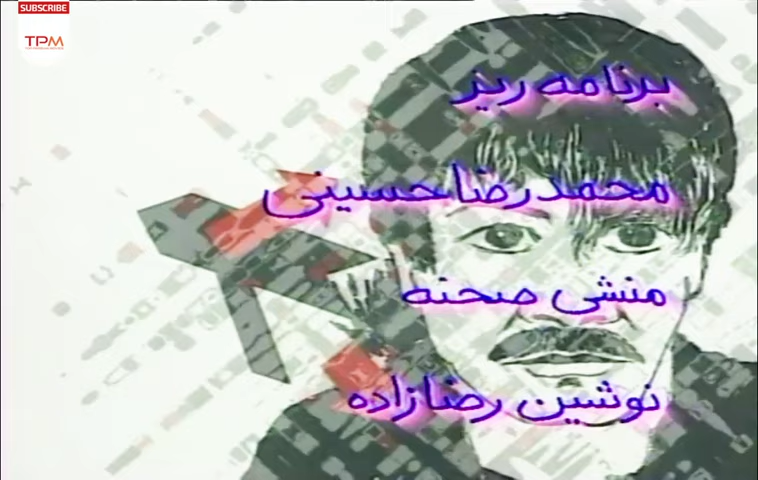 SUBSCRIBE
TPM
برنامه ریز
محمدرضا حسینی
منشی صحنه
نوشین رضازاده